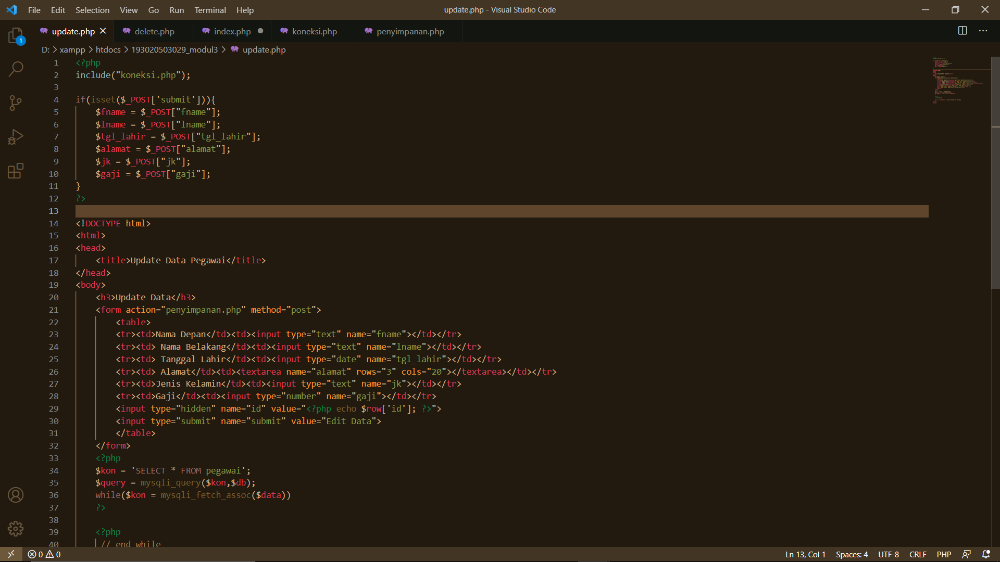 File Edit Selection View Go Run Terminal Help
update.php - Visual Studio Code
update.php delete.php index.php koneksi.php penyimpanan.php
1
D: > xampp > htdocs > 193020503029_modul3 > update.php
1 <?php
2 include("koneksi.php");
3
4 if(isset($_POST['submit'])){
5 $fname = $_POST["fname"];
6 $lname = $_POST["lname"];
7 $tgl_lahir = $_POST["tgl_lahir"];
8 $alamat = $_POST["alamat"];
9 $jk = $_POST["jk"];
10 $gaji = $_POST["gaji"];
11 }
12 ?>
13
14 <!DOCTYPE html>
15 <html>
16 <head>
17 <title>Update Data Pegawai</title>
18 </head>
19 <body>
20 <h3>Update Data</h3>
21 <form action="penyimpanan.php" method="post">
22 <table>
23 <tr><td>Nama Depan</td><td><input type="text" name="fname"></td></tr>
24 <tr><td> Nama Belakang</td><td><input type="text" name="lname"></td></tr>
25 <tr><td> Tanggal Lahir</td><td><input type="date" name="tgl_lahir"></td></tr>
26 <tr><td> Alamat</td><td><textarea name="alamat" rows="3" cols="20"></textarea></td></tr>
27 <tr><td>Jenis Kelamin</td><td><input type="text" name="jk"></td></tr>
28 <tr><td>Gaji</td><td><input type="number" name="gaji"></td></tr>
29 <input type="hidden" name="id" value="<?php echo $row['id']; ?>">
30 <input type="submit" name="submit" value="Edit Data">
31 </table>
32 </form>
33 <?php
34 $kon = 'SELECT * FROM pegawai';
35 $query = mysqli_query($kon,$db);
36 while($kon = mysqli_fetch_assoc($data))
37 ?>
38
39 <?php
40 // end while
0 0
Ln 13, Col 1 Spaces: 4 UTF-8 CRLF PHP